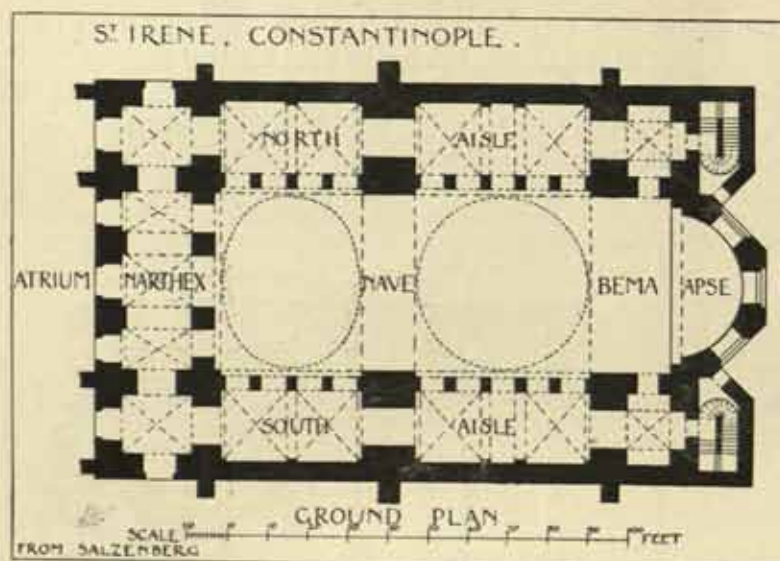 ST IRENE. CONSTANTINOPLE.
NORTH AISLE
ATRIUM NARTHEX NAVE BEMA APSE
SOUTH AISLE
GROUND PLAN
SCALE FEET
FROM SALZENBERG